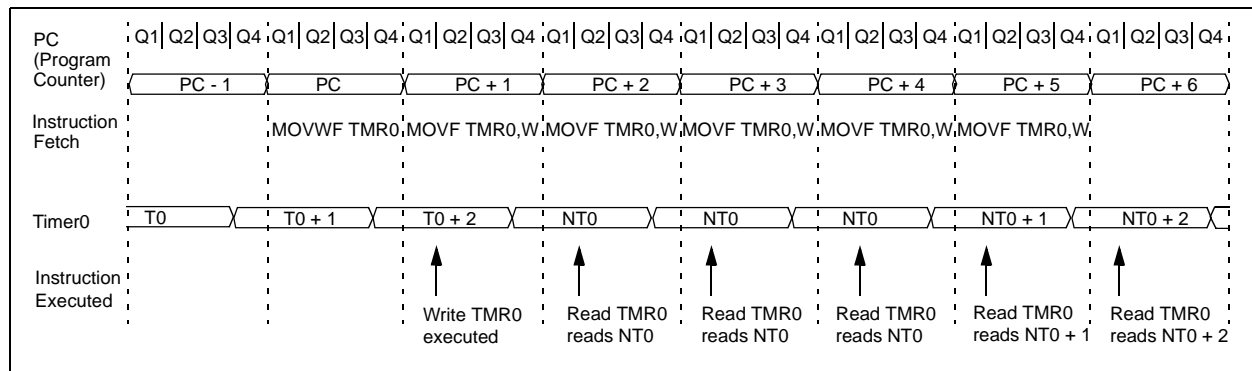 PC
(Program
Counter)
Q1 Q2 Q3 Q4 Q1 Q2 Q3 Q4 Q1 Q2 Q3 Q4 Q1 Q2 Q3 Q4 Q1 Q2 Q3 Q4 Q1 Q2 Q3 Q4 Q1 Q2 Q3 Q4 Q1 Q2 Q3 Q4
PC - 1 PC PC + 1 PC + 2 PC + 3 PC + 4 PC + 5 PC + 6
Instruction
Fetch
MOVWF TMR0 MOVF TMR0,W MOVF TMR0,W MOVF TMR0,W MOVF TMR0,W MOVF TMR0,W
Timer0
T0 T0 + 1 T0 + 2 NT0 NT0 NT0 NT0 + 1 NT0 + 2
Instruction
Executed
Write TMR0
executed
Read TMR0
reads NT0
Read TMR0
reads NT0
Read TMR0
reads NT0
Read TMR0
reads NT0 + 1
Read TMR0
reads NT0 + 2